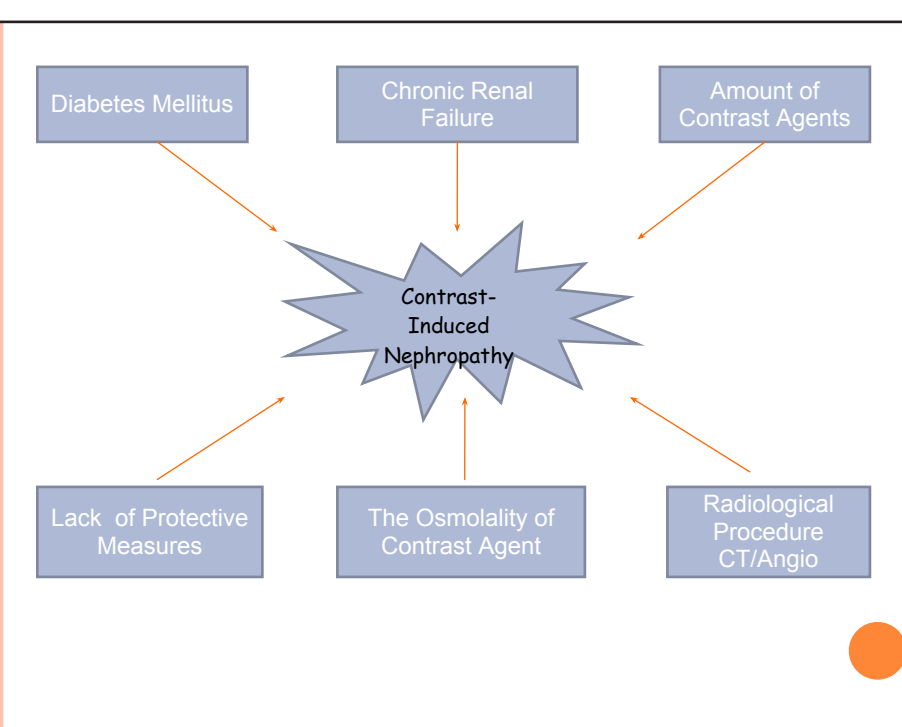 Diabetes Mellitus
Chronic Renal
Failure
Amount of
Contrast Agents
Contrast-
Induced
Nephropathy
Lack  of Protective
Measures
The Osmolality of
Contrast Agent
Radiological
Procedure
CT/Angio